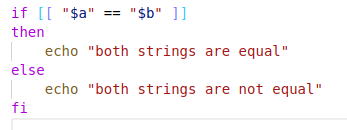 if [[ "$a" == "$b" ]]
then
    echo "both strings are equal"
else
    echo "both strings are not equal"
fi